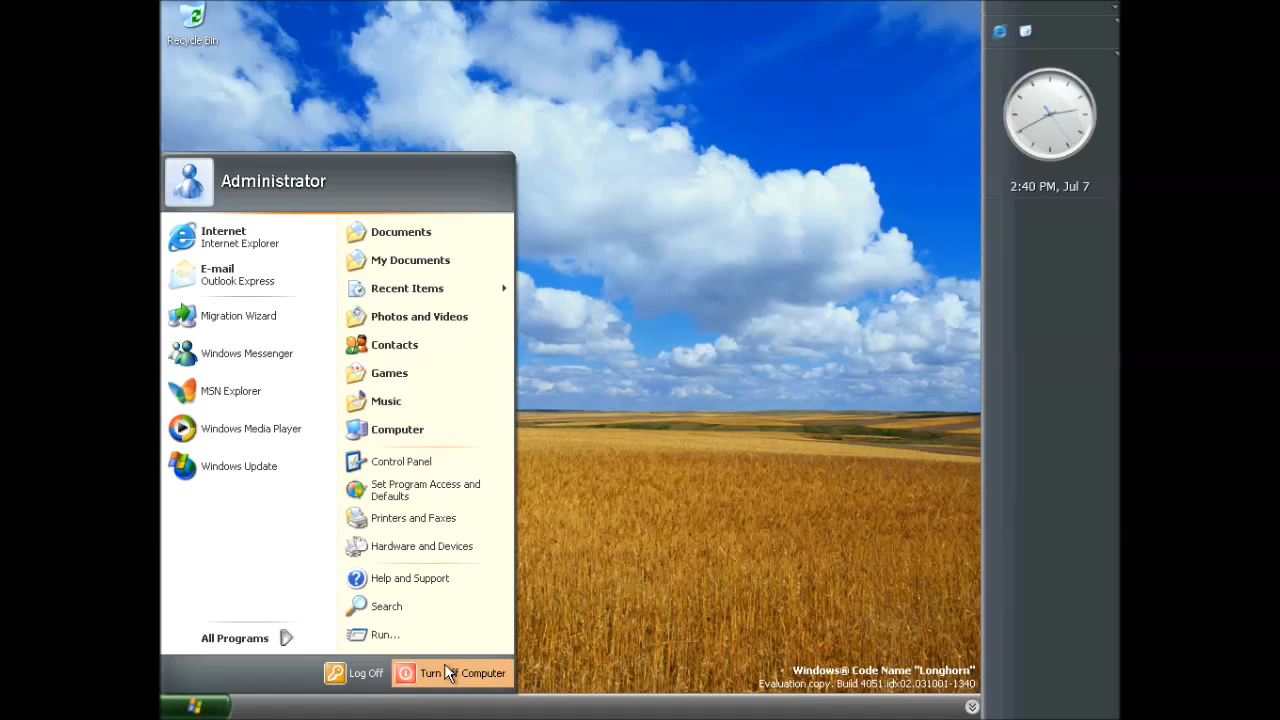 Recycle Bin
Administrator
Internet
Internet Explorer
E-mail
Outlook Express
Migration Wizard
Windows Messenger
MSN Explorer
Windows Media Player
Windows Update
All Programs
Documents
My Documents
Recent Items
Photos and Videos
Contacts
Games
Music
Computer
Control Panel
Set Program Access and
Defaults
Printers and Faxes
Hardware and Devices
Help and Support
Search
Run...
Log Off
Turn Off Computer
2:40 PM, Jul 7
Windows® Code Name "Longhorn"
Evaluation copy. Build 4051.idx02.031001-1340